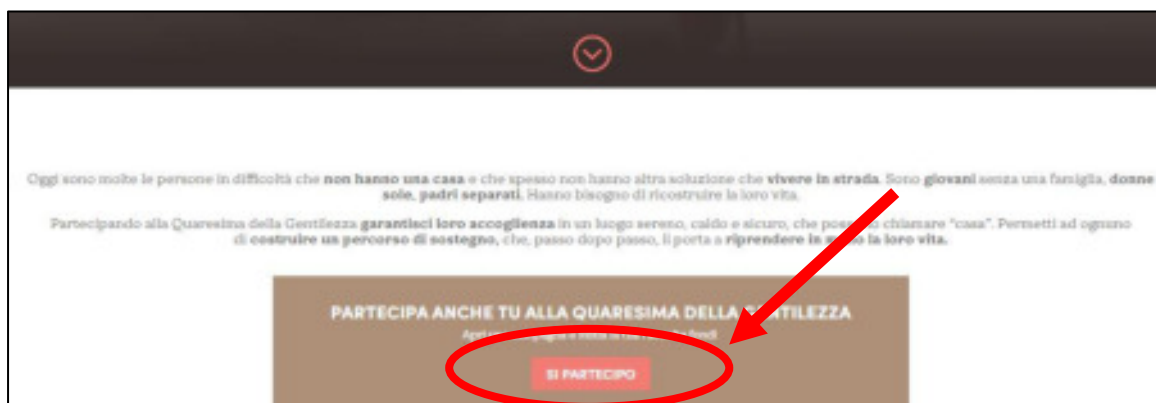 Oggi sono molte le persone in difficoltà che non hanno una casa e che spesso non hanno altra soluzione che vivere in strada. Sono giovani senza una famiglia, donne
sole, padri separati. Hanno bisogno di ricostruire la loro vita.
Partecipando alla Quaresima della Gentilezza garantisci loro accoglienza in un luogo sereno, caldo e sicuro, che chiamare "casa". Permetti ad ognuno
di costruire un percorso di sostegno, che, passo dopo passo, li porta a riprendere in la loro vita.
PARTECIPA ANCHE TU ALLA QUARESIMA DELLA GENTILEZZA
SI PARTECIPO